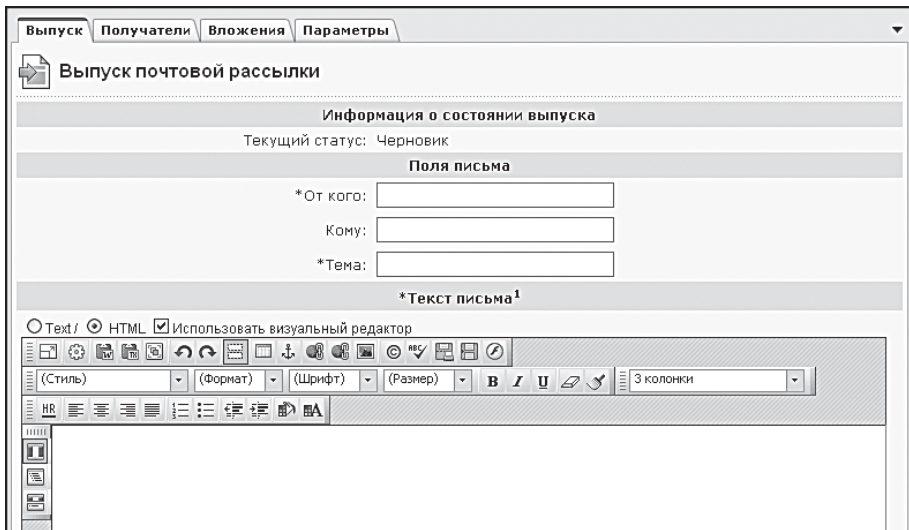 Выпуск Получатели Вложения Параметры
Выпуск почтовой рассылки
Информация о состоянии выпуска
Текущий статус: Черновик
Поля письма
*От кого:
Кому:
*Тема:
*Текст письма1
Text / HTML Использовать визуальный редактор
ABC
(Стиль) (Формат) (Шрифт) (Размер) B I U 3 колонки
HR A